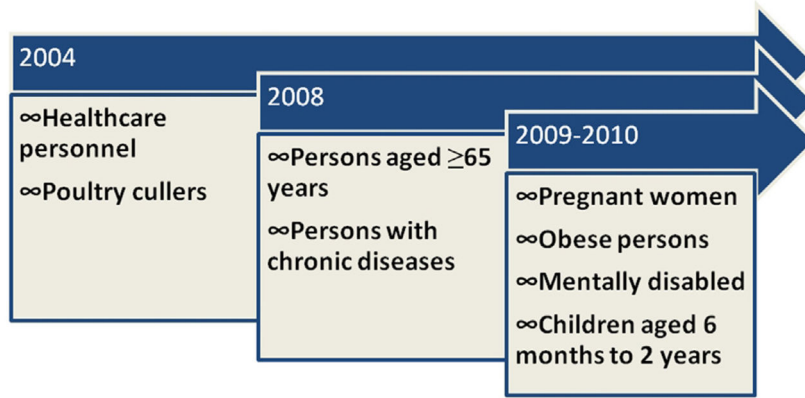 2004
∞Healthcare
personnel
∞Poultry cullers
2008
∞Persons aged ≥65
years
∞Persons with
chronic diseases
2009-2010
∞Pregnant women
∞Obese persons
∞Mentally disabled
∞Children aged 6
months to 2 years